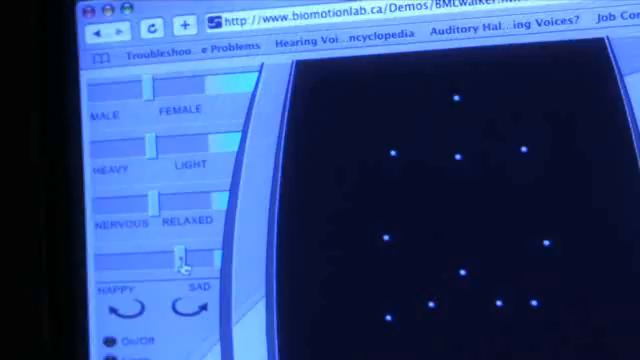 http://www.biomotionlab.ca/Demos/BMLwalker.h
Troubleshoo...e Problems Hearing Voi...ncyclopedia Auditory Hal...ing Voices? Job Co
MALE FEMALE
HEAVY LIGHT
NERVOUS RELAXED
HAPPY SAD
On/Off